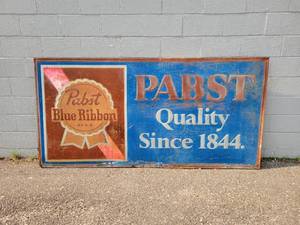 Pabst
Blue Ribbon
PABST
Quality
Since 1844.